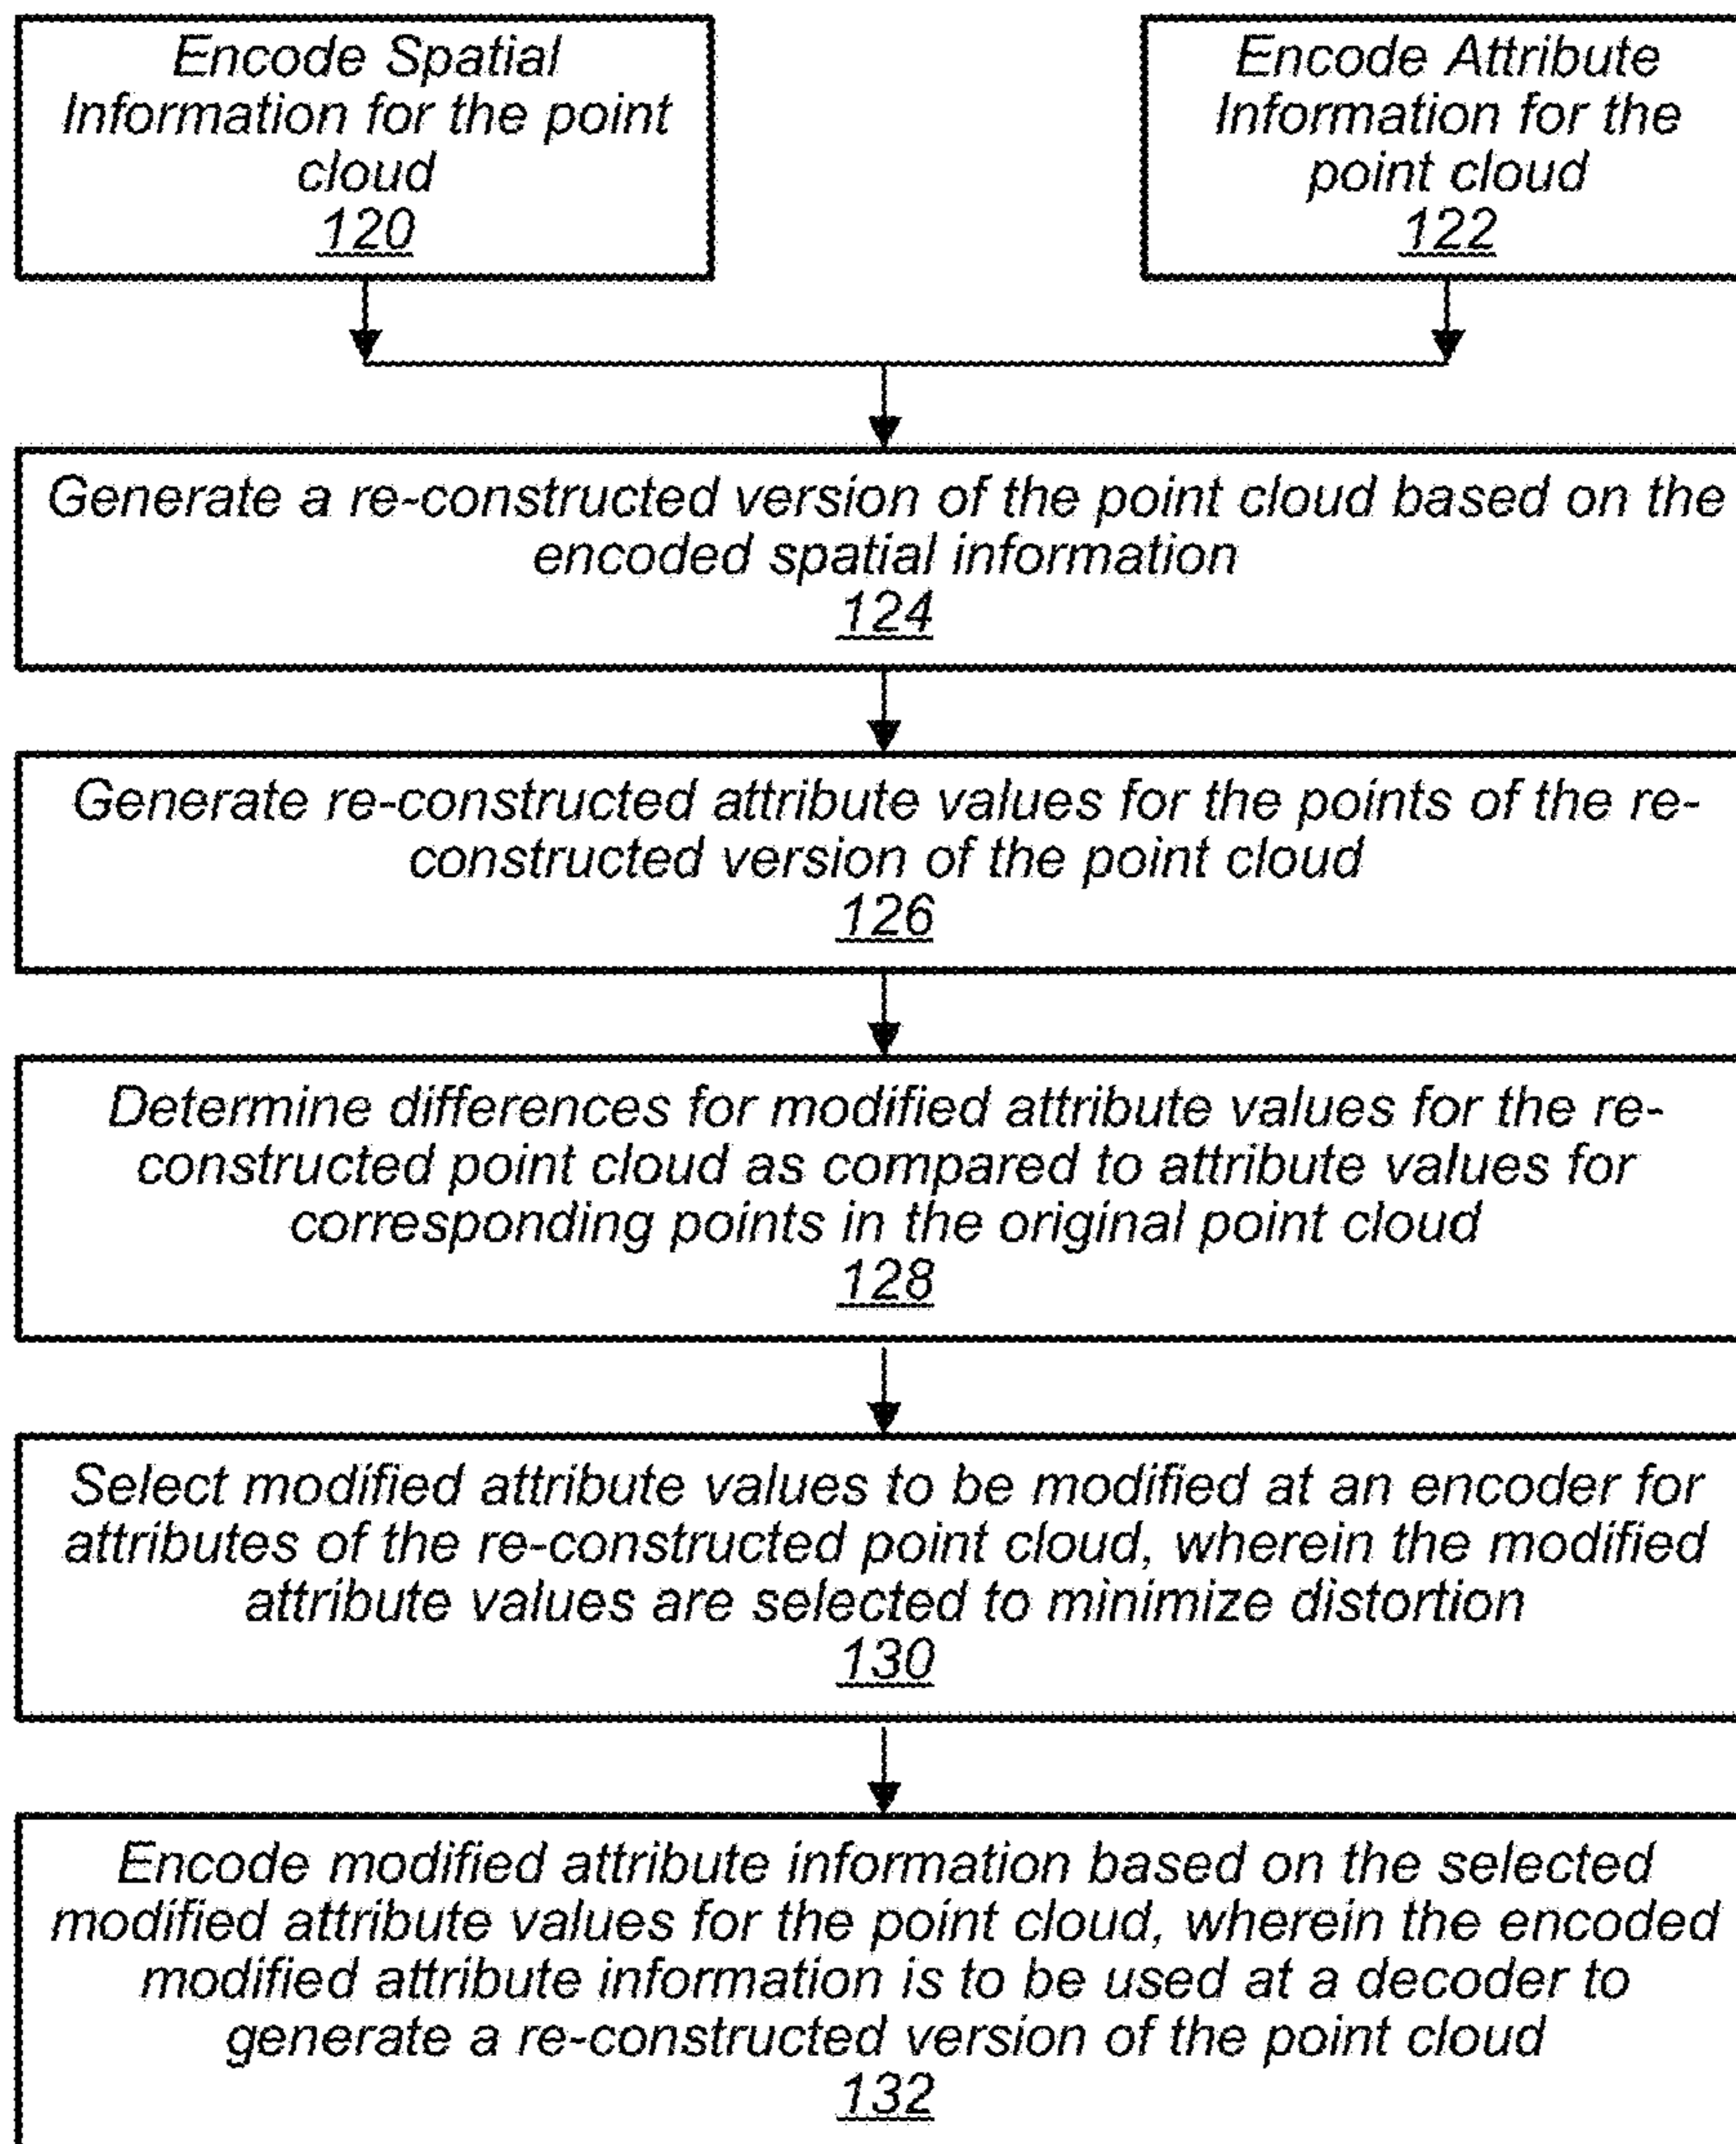 Encode Spatial
Information for the point
cloud
120
Encode Attribute
Information for the
point cloud
122
Generate a re-constructed version of the point cloud based on the
encoded spatial information
124
Generate re-constructed attribute values for the points of the re-
constructed version of the point cloud
126
Determine differences for modified attribute values for the re-
constructed point cloud as compared to attribute values for
corresponding points in the original point cloud
128
Select modified attribute values to be modified at an encoder for
attributes of the re-constructed point cloud, wherein the modified
attribute values are selected to minimize distortion
130
Encode modified attribute information based on the selected
modified attribute values for the point cloud, wherein the encoded
modified attribute information is to be used at a decoder to
generate a re-constructed version of the point cloud
132